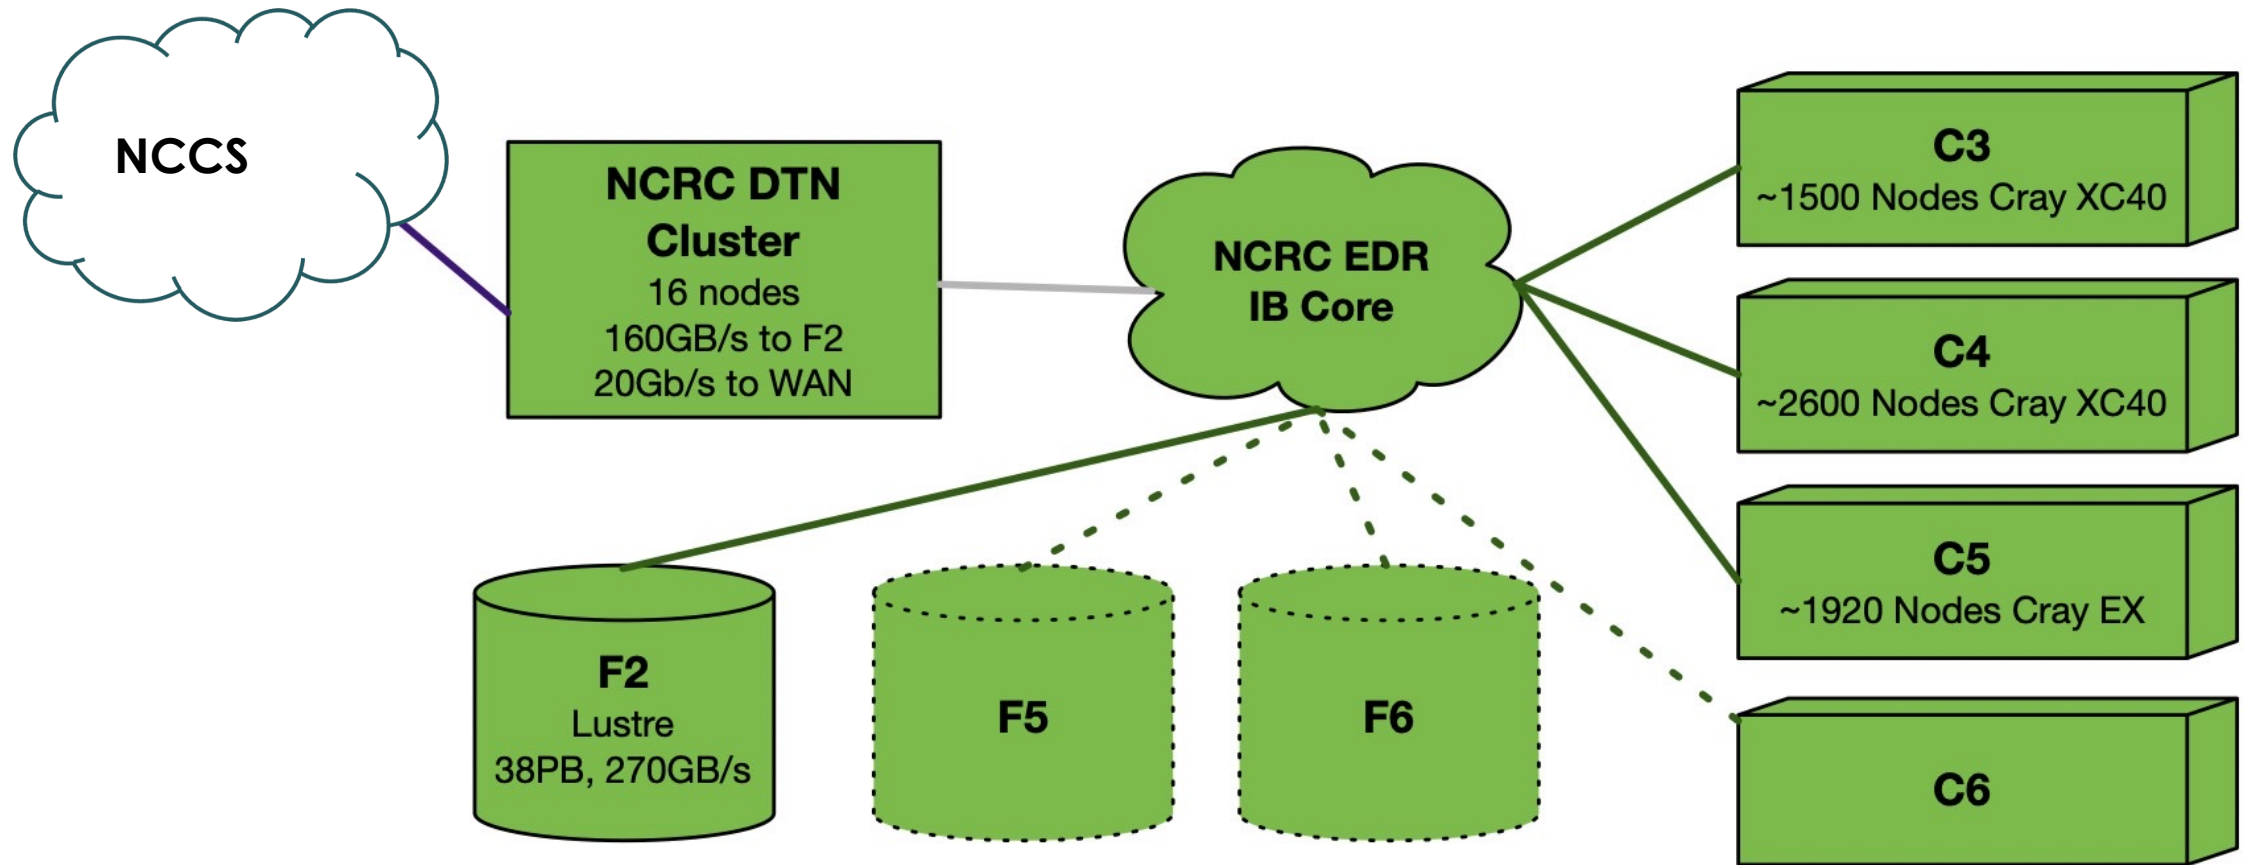 NCCS
NCRC DTN
Cluster
16 nodes
160GB/s to F2
20Gb/s to WAN
NCRC EDR
IB Core
C3
~1500 Nodes Cray XC40
C4
~2600 Nodes Cray XC40
C5
~1920 Nodes Cray EX
C6
F2
Lustre
38PB, 270GB/s
F5
F6